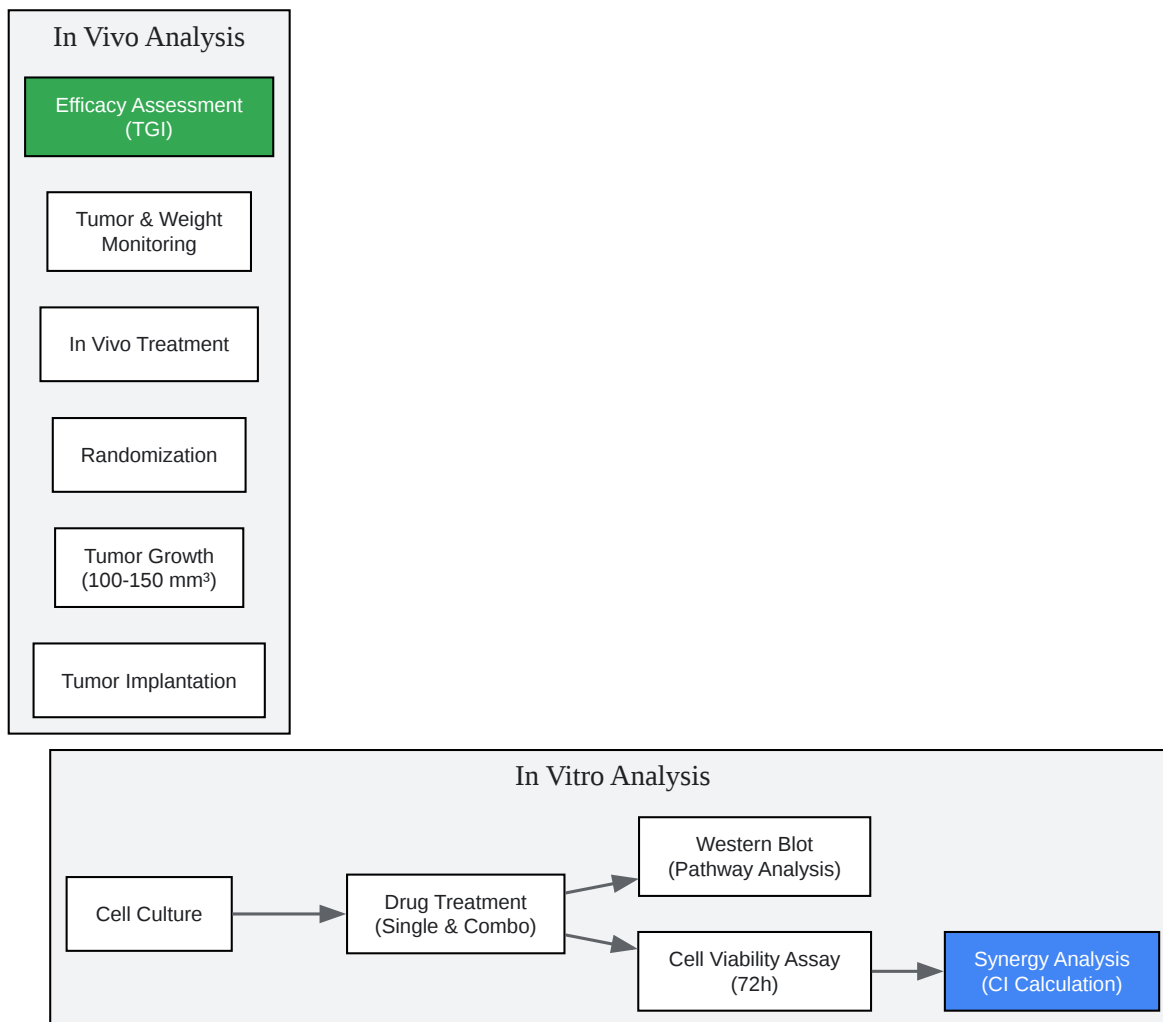 In Vivo Analysis
Efficacy Assessment
(TGI)
Tumor & Weight
Monitoring
In Vivo Treatment
Randomization
Tumor Growth
(100-150 mm³)
Tumor Implantation
In Vitro Analysis
Cell Culture
Drug Treatment
(Single & Combo)
Western Blot
(Pathway Analysis)
Cell Viability Assay
(72h)
Synergy Analysis
(CI Calculation)